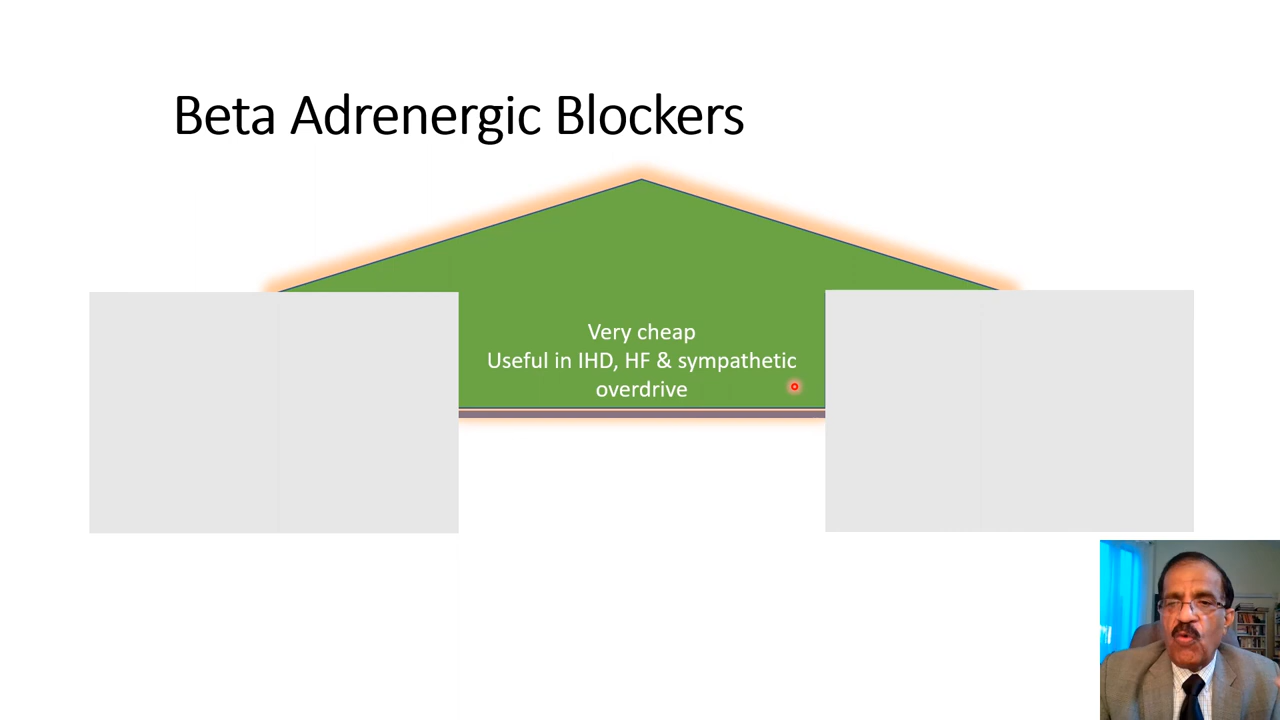 Beta Adrenergic Blockers
Very cheap
Useful in IHD, HF & sympathetic
overdrive